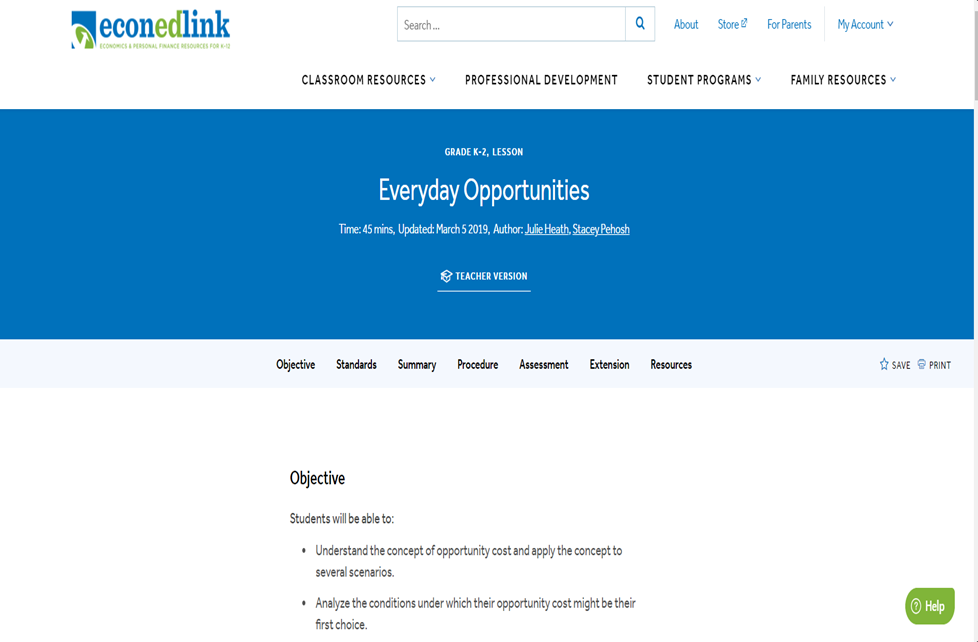 econedlink
ECONOMICS & PERSONAL FINANCE RESOURCES FOR K-12
Search ...
About
Store
For Parents
My Account
CLASSROOM RESOURCES
PROFESSIONAL DEVELOPMENT
STUDENT PROGRAMS
FAMILY RESOURCES
GRADE K-2, LESSON
Everyday Opportunities
Time: 45 mins, Updated: March 5 2019, Author: Julie Heath, Stacey Pehosh
TEACHER VERSION
Objective
Standards
Summary
Procedure
Assessment
Extension
Resources
SAVE
PRINT
Objective
Students will be able to:
• Understand the concept of opportunity cost and apply the concept to
several scenarios.
• Analyze the conditions under which their opportunity cost might be their
first choice.
? Help